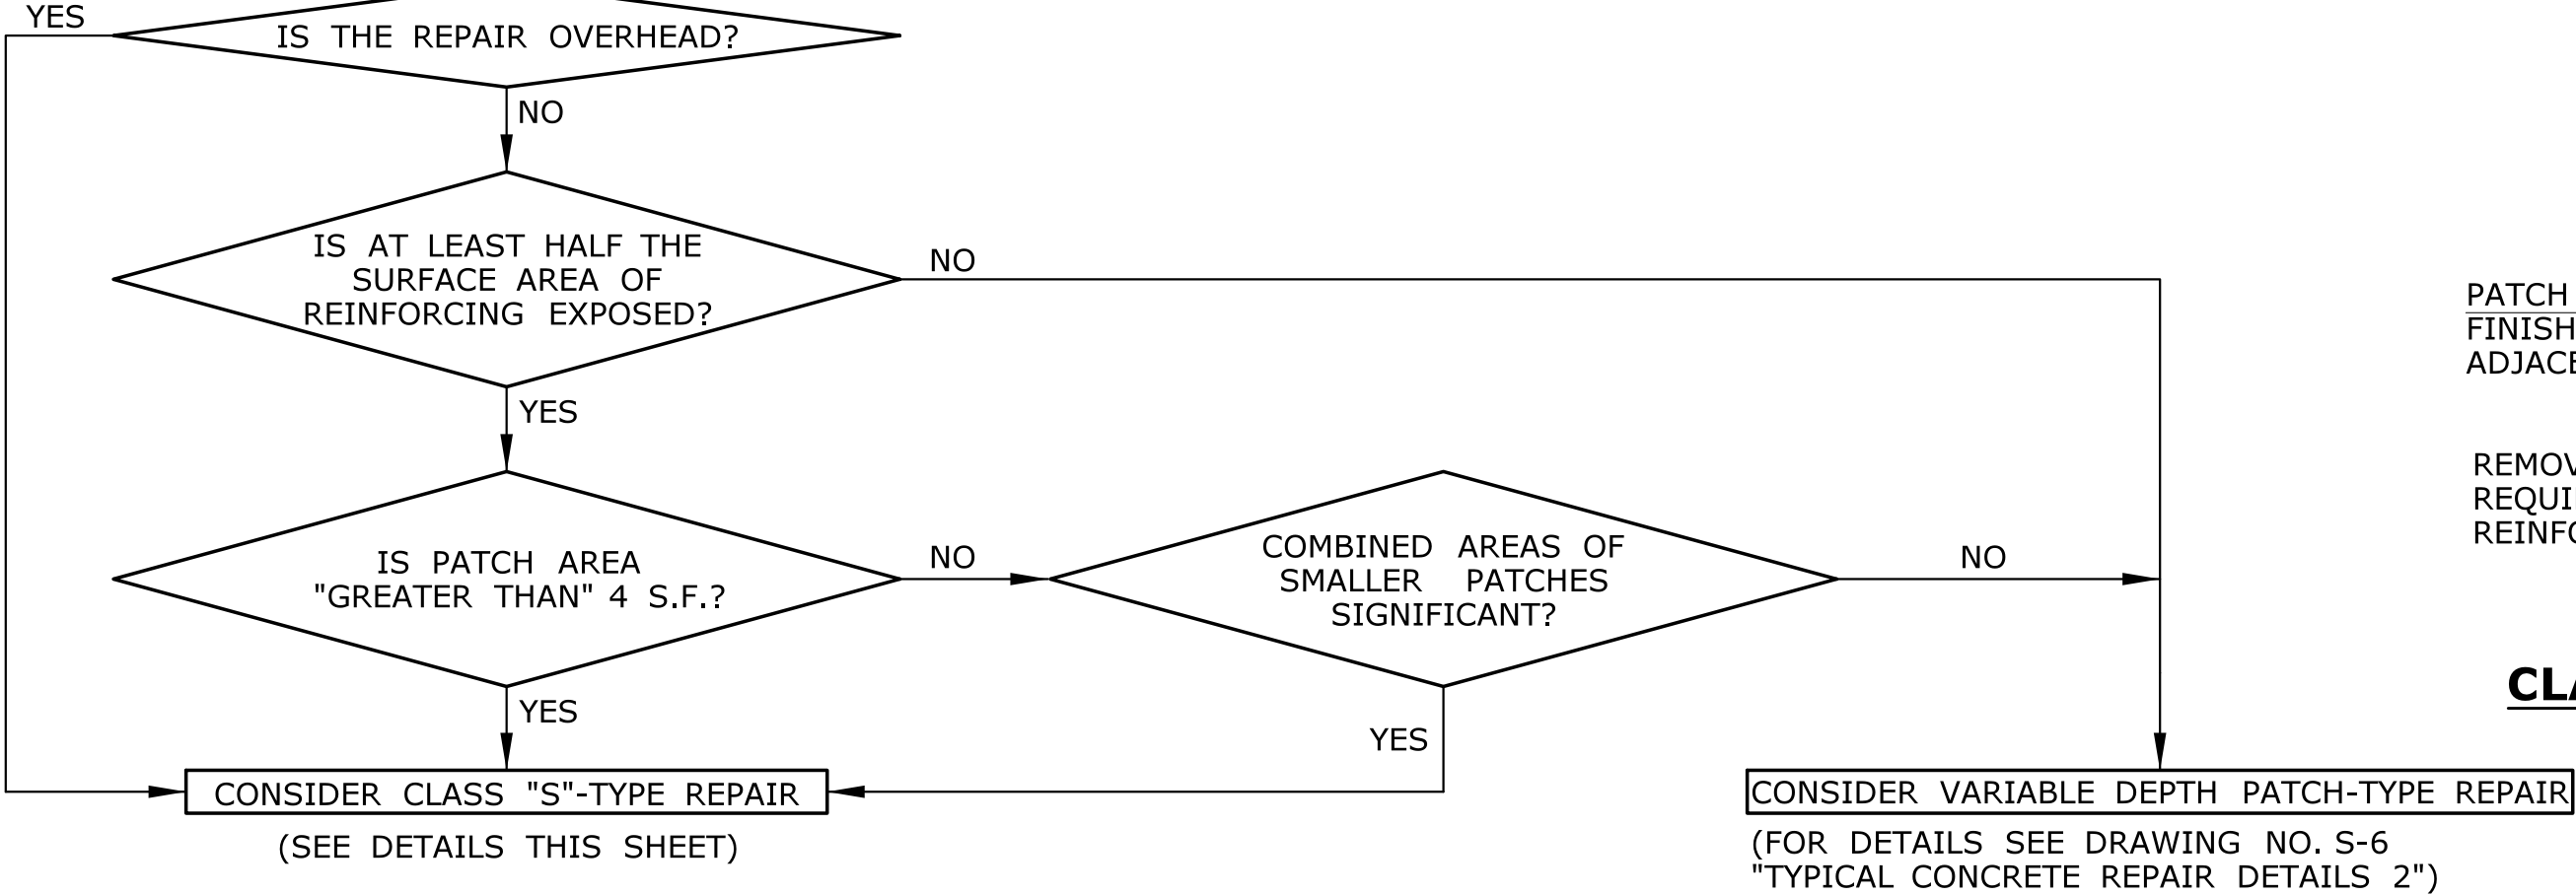 YES
IS THE REPAIR OVERHEAD?
NO
IS AT LEAST HALF THE
SURFACE AREA OF
REINFORCING EXPOSED?
NO
YES
IS PATCH AREA
"GREATER THAN" 4 S.F.?
NO
COMBINED AREAS OF
SMALLER PATCHES
SIGNIFICANT?
NO
YES
YES
CONSIDER CLASS "S"-TYPE REPAIR
(SEE DETAILS THIS SHEET)
CONSIDER VARIABLE DEPTH PATCH-TYPE REPAIR
(FOR DETAILS SEE DRAWING NO. S-6
"TYPICAL CONCRETE REPAIR DETAILS 2")
PATCH
FINISH